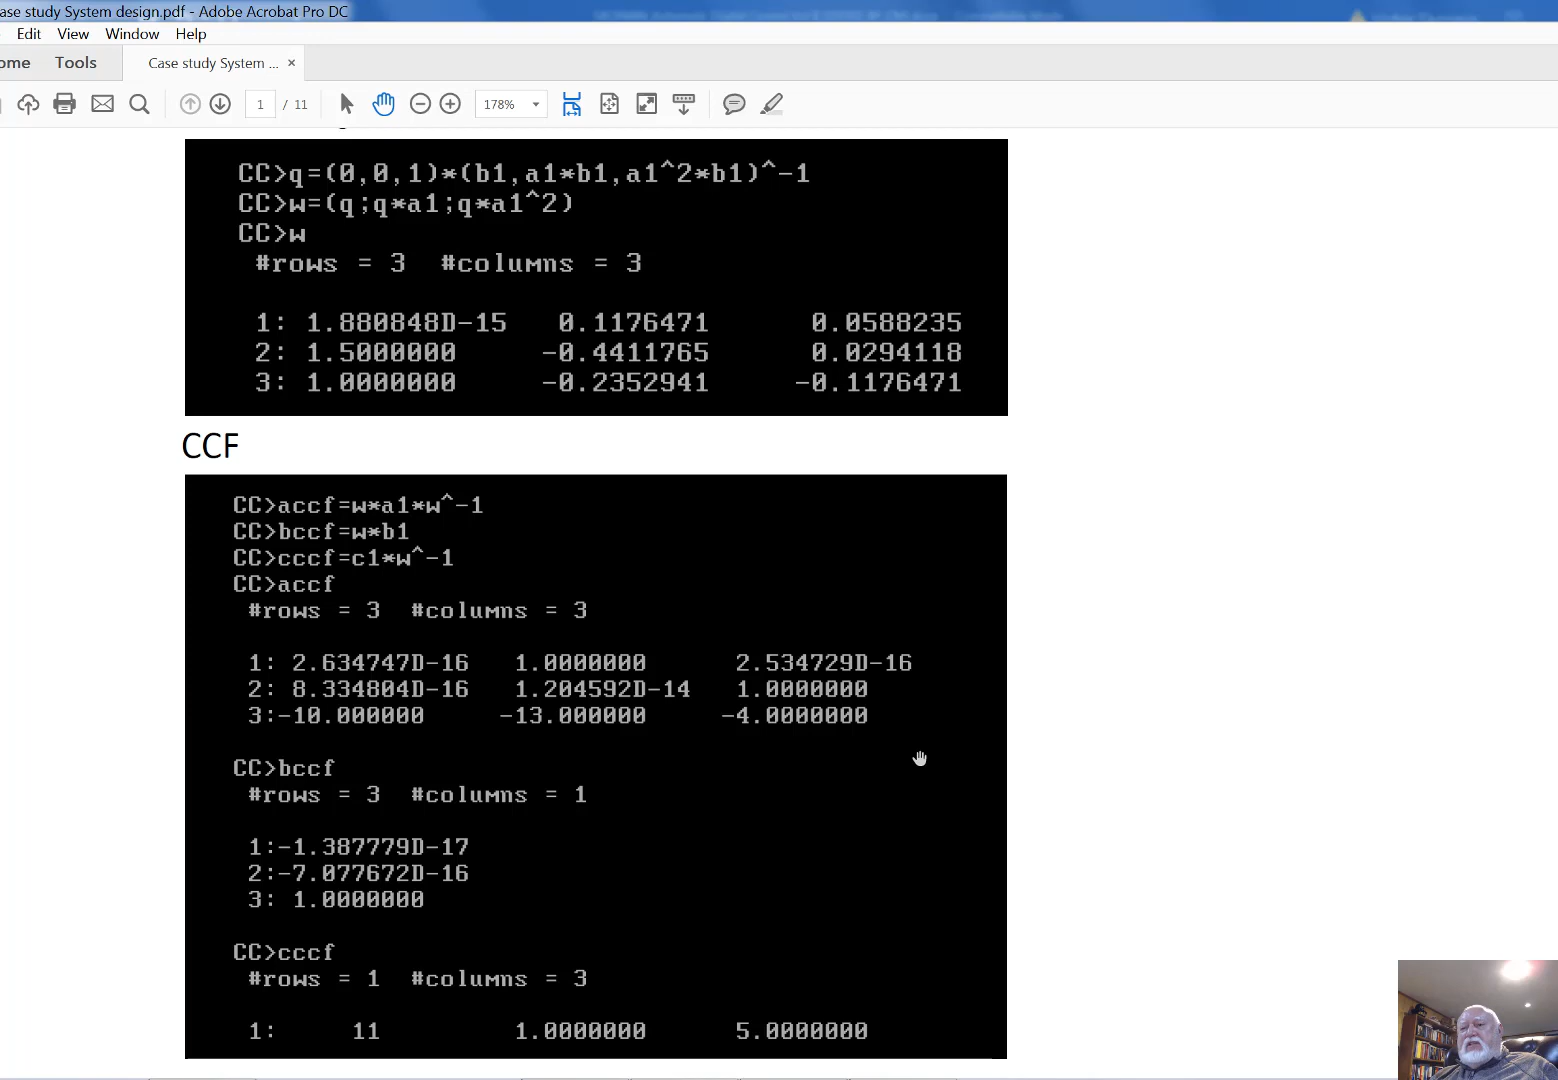 ase study System design.pdf - Adobe Acrobat Pro DC
Edit View Window Help
ome Tools Case study System ... ×
1 / 11 178%
CC>q=(0,0,1)*(b1,a1*b1,a1^2*b1)^-1
CC>w=(q;q*a1;q*a1^2)
CC>w
#rows = 3 #columns = 3
1: 1.880848D-15 0.1176471 0.0588235
2: 1.5000000 -0.4411765 0.0294118
3: 1.0000000 -0.2352941 -0.1176471
CCF
CC>accf=w*a1*w^-1
CC>bccf=w*b1
CC>cccf=c1*w^-1
CC>accf
#rows = 3 #columns = 3
1: 2.634747D-16 1.0000000 2.534729D-16
2: 8.334804D-16 1.204592D-14 1.0000000
3:-10.000000 -13.000000 -4.0000000
CC>bccf
#rows = 3 #columns = 1
1:-1.387779D-17
2:-7.077672D-16
3: 1.0000000
CC>cccf
#rows = 1 #columns = 3
1: 11 1.0000000 5.0000000